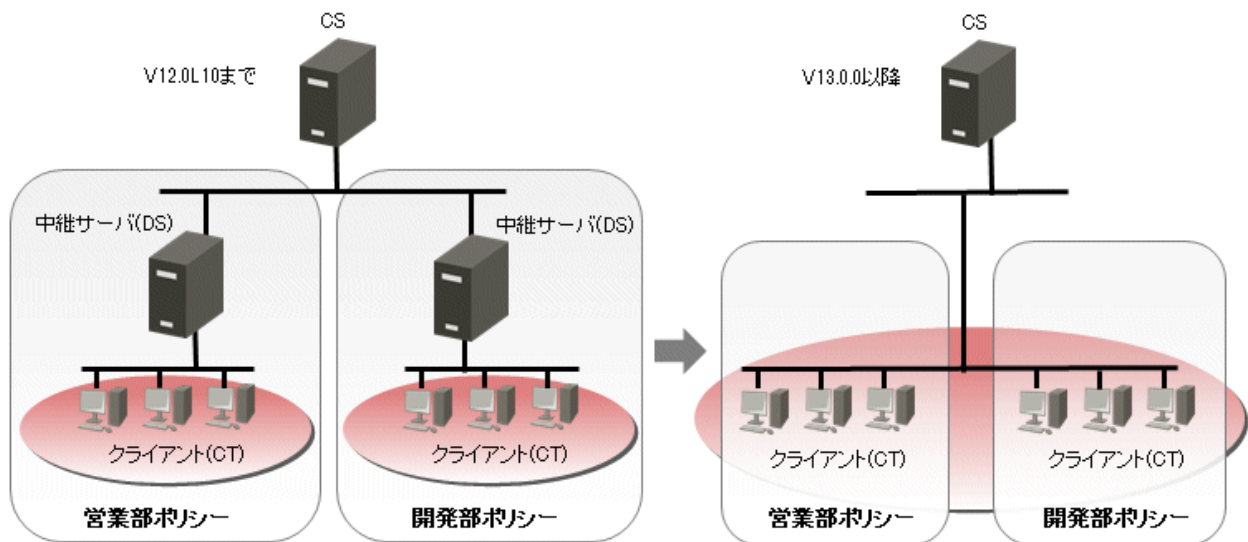 CS
V12.0L10まで
中継サーバ(DS)
中継サーバ(DS)
クライアント(CT)
クライアント(CT)
営業部ポリシー
開発部ポリシー
CS
V13.0.0以降
クライアント(CT)
クライアント(CT)
営業部ポリシー
開発部ポリシー